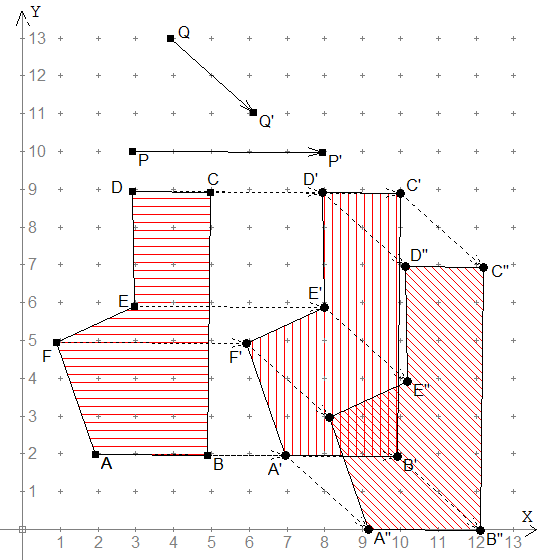 Y
13 Q
12
11 Q'
10 P P'
9 D C D' C'
8
7 D" C"
6 E E'
5 F F'
4 E"
3
2 A B A' B'
1
X
0 1 2 3 4 5 6 7 8 9 10 11 12 13
A" B"